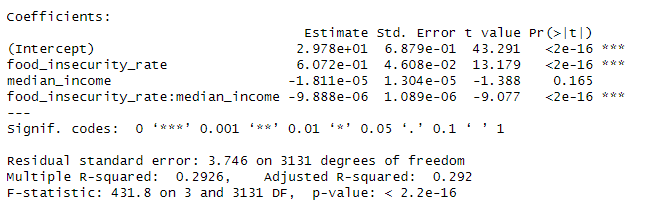 Coefficients:
Estimate Std. Error t value Pr(>|t|)
(Intercept) 2.978e+01 6.879e-01 43.291 <2e-16 ***
food_insecurity_rate 6.072e-01 4.608e-02 13.179 <2e-16 ***
median_income -1.811e-05 1.304e-05 -1.388 0.165
food_insecurity_rate:median_income -9.888e-06 1.089e-06 -9.077 <2e-16 ***
---
Signif. codes: 0 ‘***’ 0.001 ‘**’ 0.01 ‘*’ 0.05 ‘.’ 0.1 ‘ ’ 1
Residual standard error: 3.746 on 3131 degrees of freedom
Multiple R-squared: 0.2926, Adjusted R-squared: 0.292
F-statistic: 431.8 on 3 and 3131 DF, p-value: < 2.2e-16